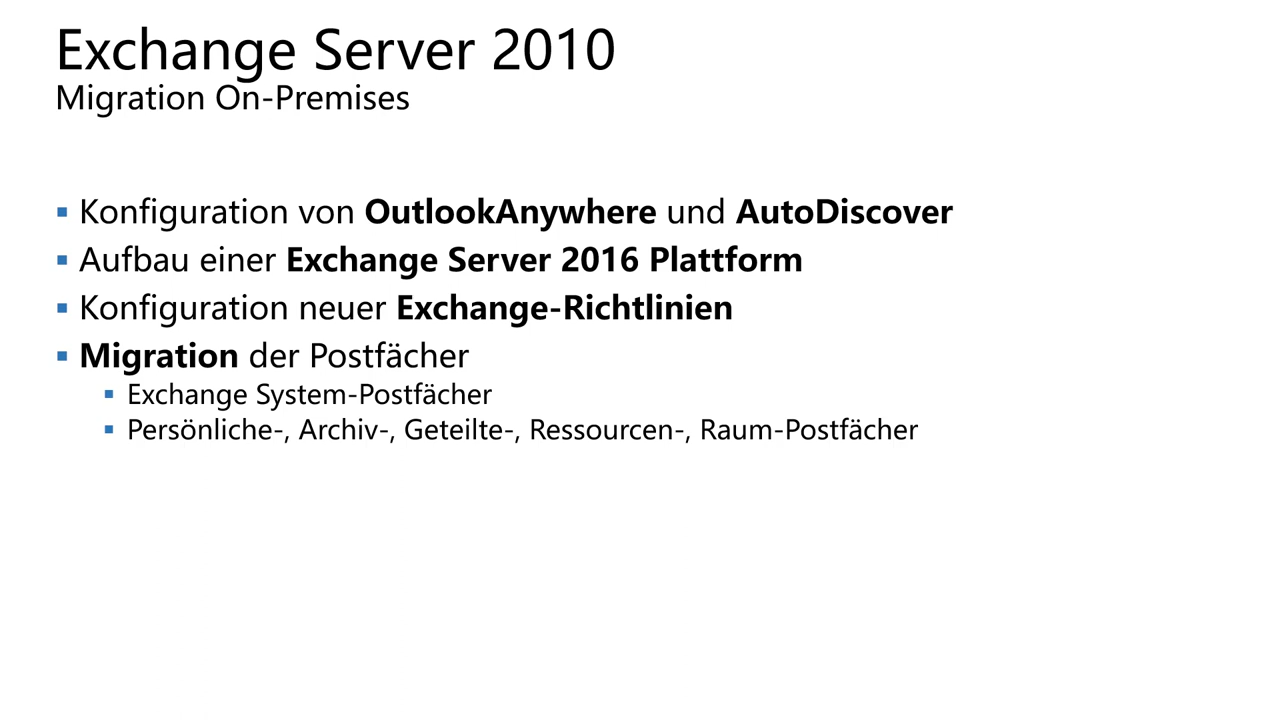 Exchange Server 2010
Migration On-Premises
Konfiguration von OutlookAnywhere und AutoDiscover
Aufbau einer Exchange Server 2016 Plattform
Konfiguration neuer Exchange-Richtlinien
Migration der Postfächer
Exchange System-Postfächer
Persönliche-, Archiv-, Geteilte-, Ressourcen-, Raum-Postfächer